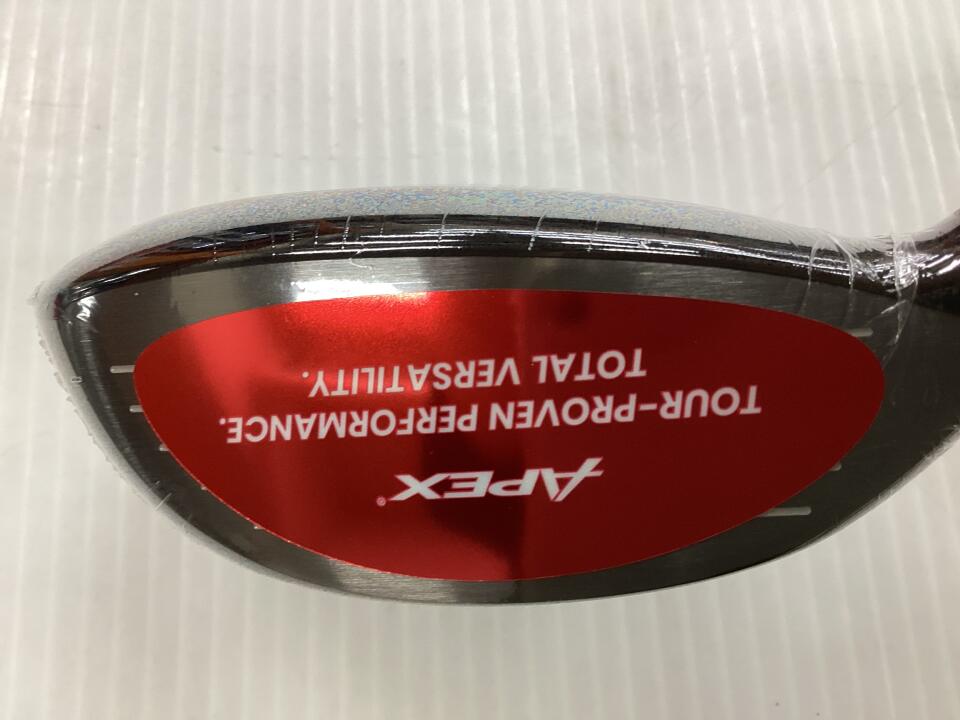 APEX®
TOUR-PROVEN PERFORMANCE.
TOTAL VERSATILITY.